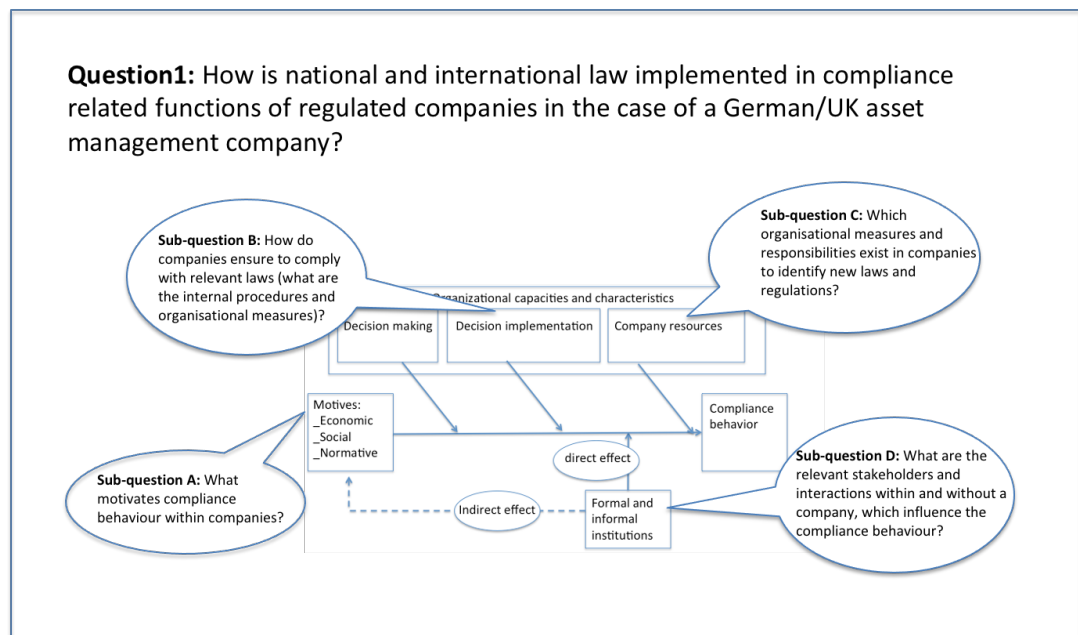 Question1: How is national and international law implemented in compliance
related functions of regulated companies in the case of a German/UK asset
management company?
Sub-question B: How do
companies ensure to comply
with relevant laws (what are
the internal procedures and
organisational measures)?
Sub-question C: Which
organisational measures and
responsibilities exist in companies
to identify new laws and
regulations?
Organizational capacities and characteristics
Decision making
Decision implementation
Company resources
Motives:
_Economic
_Social
_Normative
Compliance
behavior
direct effect
Sub-question A: What
motivates compliance
behaviour within companies?
Indirect effect
Formal and
informal
institutions
Sub-question D: What are the
relevant stakeholders and
interactions within and without a
company, which influence the
compliance behaviour?